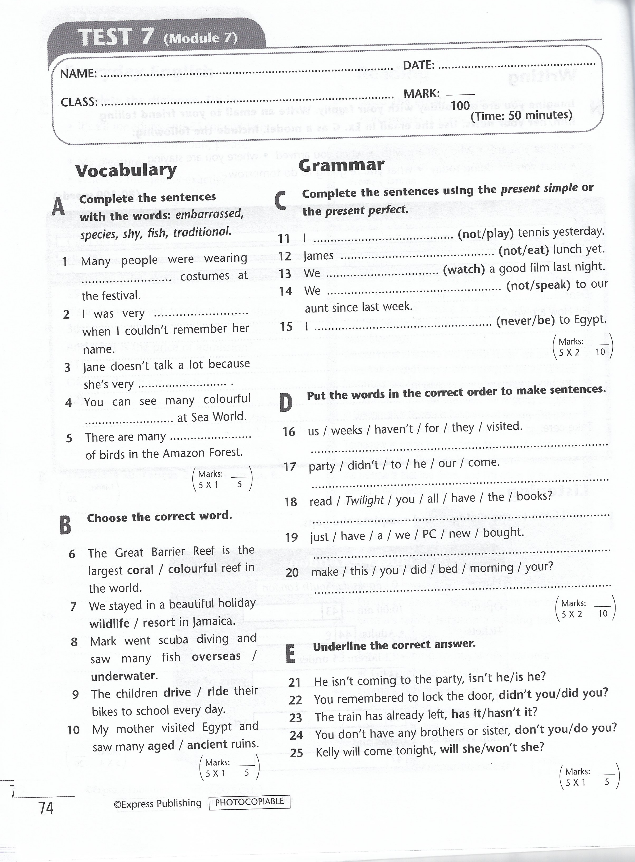 TEST 7 (Module 7)
NAME: ..........
DATE: ..........
CLASS: ..........
MARK: __ __
100
(Time: 50 minutes)
Vocabulary
A Complete the sentences
with the words: embarrassed,
species, shy, fish, traditional.
1 Many people were wearing
.......................... costumes at
the festival.
2 I was very ..........................
when I couldn't remember her
name.
3 Jane doesn't talk a lot because
she's very .......................... .
4 You can see many colourful
.......................... at Sea World.
5 There are many ........................
of birds in the Amazon Forest.
(Marks: __
5 X 1 5)
B Choose the correct word.
6 The Great Barrier Reef is the
largest coral / colourful reef in
the world.
7 We stayed in a beautiful holiday
wildlife / resort in Jamaica.
8 Mark went scuba diving and
saw many fish overseas /
underwater.
9 The children drive / ride their
bikes to school every day.
10 My mother visited Egypt and
saw many aged / ancient ruins.
(Marks: __
5 X 1 5)
Grammar
C Complete the sentences using the present simple or
the present perfect.
11 I .......................................... (not/play) tennis yesterday.
12 James .......................................... (not/eat) lunch yet.
13 We ................................ (watch) a good film last night.
14 We .......................................... (not/speak) to our
aunt since last week.
15 I .......................................... (never/be) to Egypt.
(Marks: __
5 X 2 10)
D Put the words in the correct order to make sentences.
16 us / weeks / haven't / for / they / visited.
..........................................
17 party / didn't / to / he / our / come.
..........................................
18 read / Twilight / you / all / have / the / books?
..........................................
19 just / have / a / we / PC / new / bought.
..........................................
20 make / this / you / did / bed / morning / your?
..........................................
(Marks: __
5 X 2 10)
E Underline the correct answer.
21 He isn't coming to the party, isn't he/is he?
22 You remembered to lock the door, didn't you/did you?
23 The train has already left, has it/hasn't it?
24 You don't have any brothers or sister, don't you/do you?
25 Kelly will come tonight, will she/won't she?
(Marks: __
5 X 1 5)
74
©Express Publishing PHOTOCOPIABLE